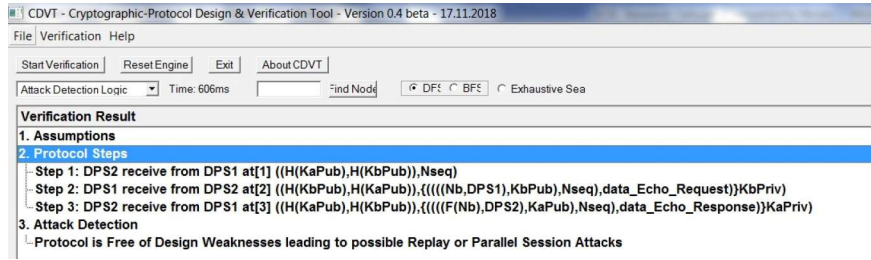 CDVT - Cryptographic-Protocol Design & Verification Tool - Version 0.4 beta - 17.11.2018
File Verification Help
Start Verification Reset Engine Exit About CDVT
Attack Detection Logic Time: 606ms Find Node DFS BFS Exhaustive Sea
Verification Result
1. Assumptions
2. Protocol Steps
Step 1: DPS2 receive from DPS1 at[1] ((H(KaPub),H(KbPub)),Nseq)
Step 2: DPS1 receive from DPS2 at[2] ((H(KbPub),H(KaPub)),{((((Nb,DPS1),KbPub),Nseq),data_Echo_Request)}KbPriv)
Step 3: DPS2 receive from DPS1 at[3] ((H(KaPub),H(KbPub)),{((((F(Nb),DPS2),KaPub),Nseq),data_Echo_Response)}KaPriv)
3. Attack Detection
Protocol is Free of Design Weaknesses leading to possible Replay or Parallel Session Attacks